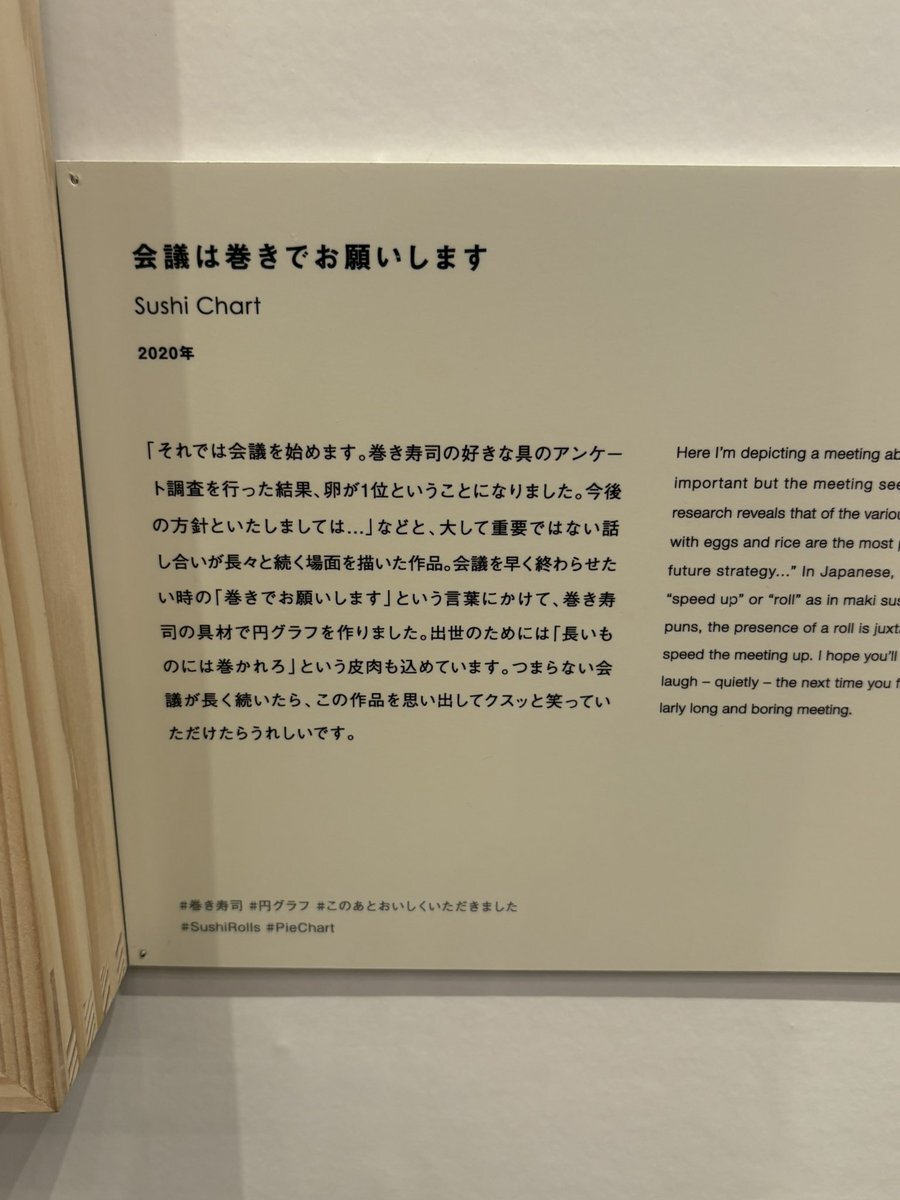 会議は巻きでお願いします
Sushi Chart
2020年
「それでは会議を始めます。巻き寿司の好きな具のアンケー
ト調査を行った結果、卵が1位ということになりました。今後
の方針といたしましては…」などと、大して重要ではない話
し合いが長々と続く場面を描いた作品。会議を早く終わらせた
い時の「巻きでお願いします」という言葉にかけて、巻き寿
司の具材で円グラフを作りました。出世のためには「長いも
のには巻かれろ」という皮肉も込めています。つまらない会
議が長く続いたら、この作品を思い出してクスッと笑ってい
ただけたらうれしいです。
Here I'm depicting a meeting
important but the meeting
research reveals that of the
with eggs and rice are the most
future strategy…” In Japanese,
“speed up” or “roll” as in maki
puns, the presence of a roll is
speed the meeting up. I hope you'll
laugh – quietly – the next time you
larly long and boring meeting.
#巻き寿司 #円グラフ #このあとおいしくいただきました
#SushiRolls #PieChart